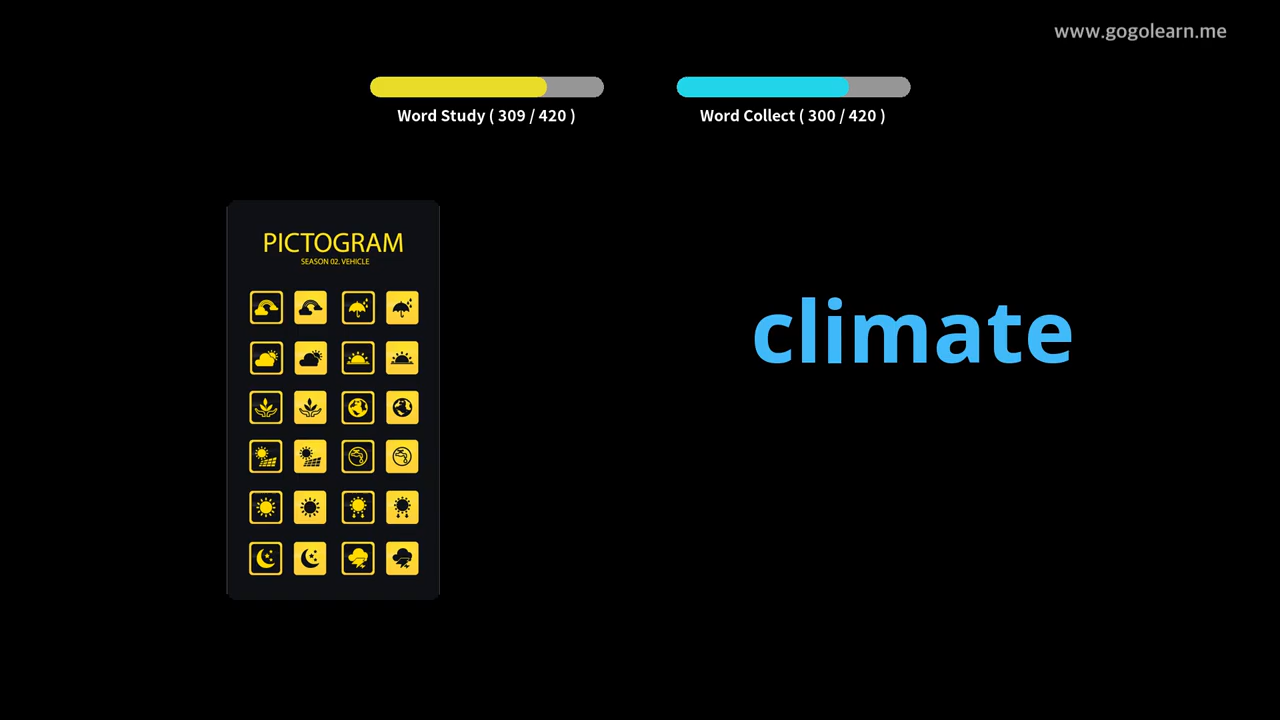 www.gogolearn.me
Word Study ( 309 / 420 )
Word Collect ( 300 / 420 )
PICTOGRAM
SEASON 02. VEHICLE
climate